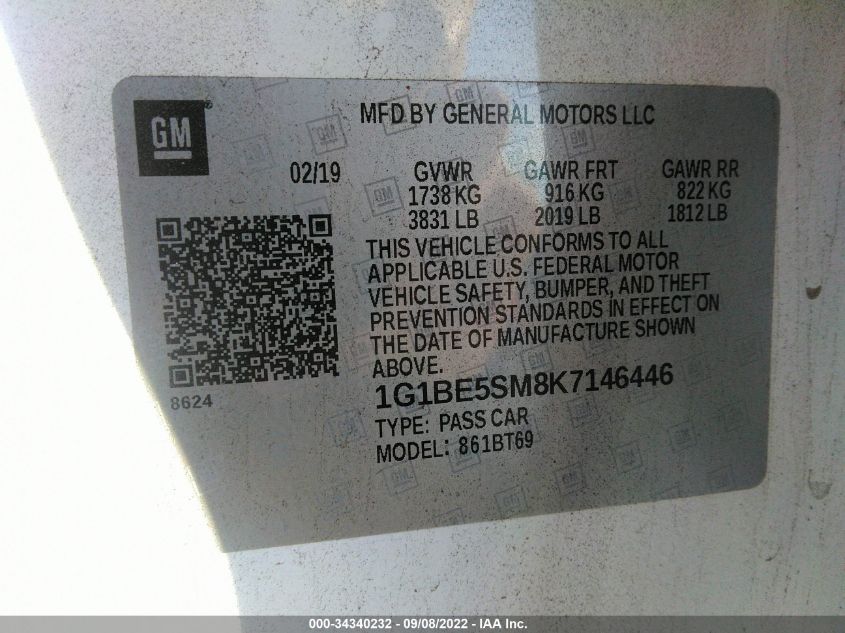 GM
MFD BY GENERAL MOTORS LLC
02/19 GVWR GAWR FRT GAWR RR
1738 KG 916 KG 822 KG
3831 LB 2019 LB 1812 LB
THIS VEHICLE CONFORMS TO ALL
APPLICABLE U.S. FEDERAL MOTOR
VEHICLE SAFETY, BUMPER, AND THEFT
PREVENTION STANDARDS IN EFFECT ON
THE DATE OF MANUFACTURE SHOWN
ABOVE.
8624
1G1BE5SM8K7146446
TYPE: PASS CAR
MODEL: 861BT69
000-34340232 - 09/08/2022 - IAA Inc.